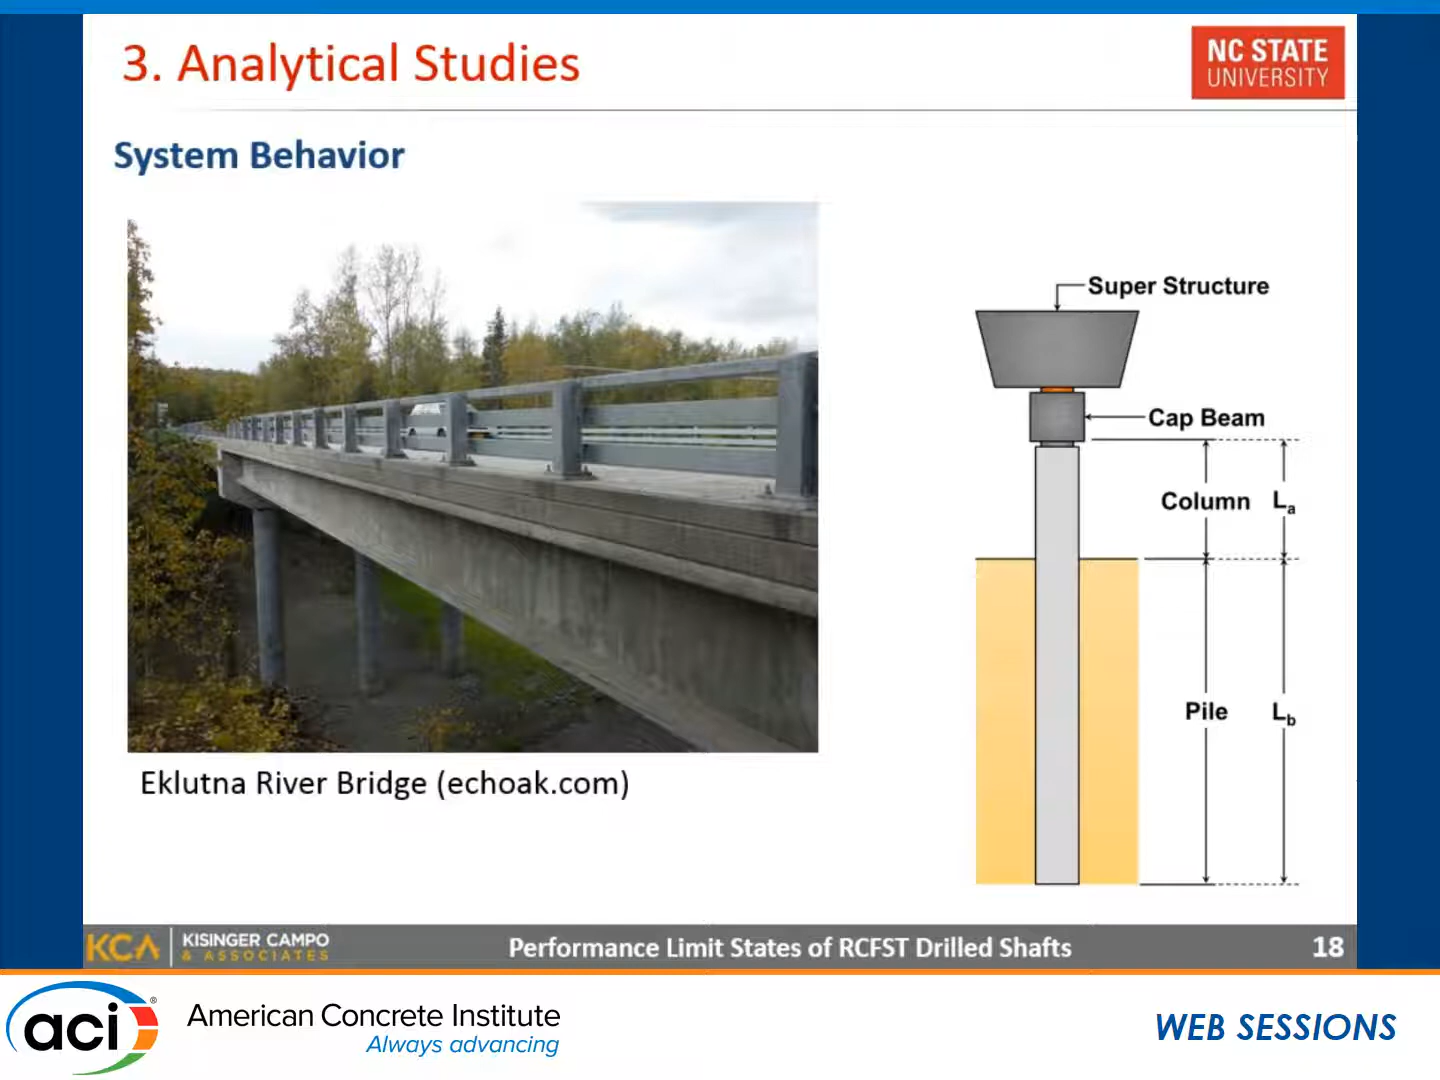 3. Analytical Studies
NC STATE
UNIVERSITY
System Behavior
Super Structure
Cap Beam
Column
La
Pile
Lb
Eklutna River Bridge (echoak.com)
KCA
KISINGER CAMPO
& ASSOCIATES
Performance Limit States of RCFST Drilled Shafts
18
aci®
American Concrete Institute
Always advancing
WEB SESSIONS